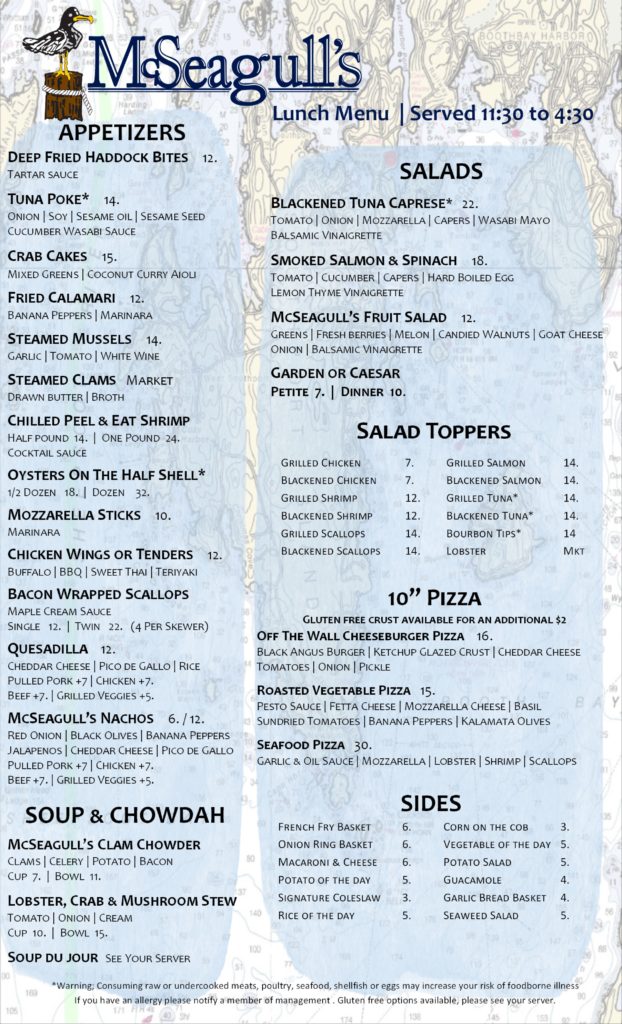 McSeagull's
Lunch Menu | Served 11:30 to 4:30
APPETIZERS
Deep Fried Haddock Bites 12.
Tartar sauce
Tuna Poke* 14.
Onion | Soy | Sesame oil | Sesame Seed
Cucumber Wasabi Sauce
Crab Cakes 15.
Mixed Greens | Coconut Curry Aioli
Fried Calamari 12.
Banana Peppers | Marinara
Steamed Mussels 14.
Garlic | Tomato | White Wine
Steamed Clams Market
Drawn butter | Broth
Chilled Peel & Eat Shrimp
Half pound 14. | One Pound 24.
Cocktail sauce
Oysters On The Half Shell*
1/2 Dozen 18. | Dozen 32.
Mozzarella Sticks 10.
Marinara
Chicken Wings or Tenders 12.
Buffalo | BBQ | Sweet Thai | Teriyaki
Bacon Wrapped Scallops
Maple Cream Sauce
Single 12. | Twin 22. (4 Per Skewer)
Quesadilla 12.
Cheddar Cheese | Pico de Gallo | Rice
Pulled Pork +7 | Chicken +7.
Beef +7. | Grilled Veggies +5.
McSeagull's Nachos 6. / 12.
Red Onion | Black Olives | Banana Peppers
Jalapenos | Cheddar Cheese | Pico de Gallo
Pulled Pork +7 | Chicken +7.
Beef +7. | Grilled Veggies +5.
SOUP & CHOWDAH
McSeagull's Clam Chowder
Clams | Celery | Potato | Bacon
Cup 7. | Bowl 11.
Lobster, Crab & Mushroom Stew
Tomato | Onion | Cream
Cup 10. | Bowl 15.
Soup du jour See Your Server
SALADS
Blackened Tuna Caprese* 22.
Tomato | Onion | Mozzarella | Capers | Wasabi Mayo
Balsamic Vinaigrette
Smoked Salmon & Spinach 18.
Tomato | Cucumber | Capers | Hard Boiled Egg
Lemon Thyme Vinaigrette
McSeagull's Fruit Salad 12.
Greens | Fresh berries | Melon | Candied Walnuts | Goat Cheese
Onion | Balsamic Vinaigrette
Garden or Caesar
Petite 7. | Dinner 10.
Salad Toppers
Grilled Chicken 7. Grilled Salmon 14.
Blackened Chicken 7. Blackened Salmon 14.
Grilled Shrimp 12. Grilled Tuna* 14.
Blackened Shrimp 12. Blackened Tuna* 14.
Grilled Scallops 14. Bourbon Tips* 14
Blackened Scallops 14. Lobster Mkt
10” Pizza
Gluten free crust available for an additional $2
Off The Wall Cheeseburger Pizza 16.
Black Angus Burger | Ketchup Glazed Crust | Cheddar Cheese
Tomatoes | Onion | Pickle
Roasted Vegetable Pizza 15.
Pesto Sauce | Fetta Cheese | Mozzarella Cheese | Basil
Sundried Tomatoes | Banana Peppers | Kalamata Olives
Seafood Pizza 30.
Garlic & Oil Sauce | Mozzarella | Lobster | Shrimp | Scallops
SIDES
French Fry Basket 6. Corn on the cob 3.
Onion Ring Basket 6. Vegetable of the day 5.
Macaroni & Cheese 6. Potato Salad 5.
Potato of the day 5. Guacamole 4.
Signature Coleslaw 3. Garlic Bread Basket 4.
Rice of the day 5. Seaweed Salad 5.
*Warning; Consuming raw or undercooked meats, poultry, seafood, shellfish or eggs may increase your risk of foodborne illness
If you have an allergy please notify a member of management . Gluten free options available, please see your server.